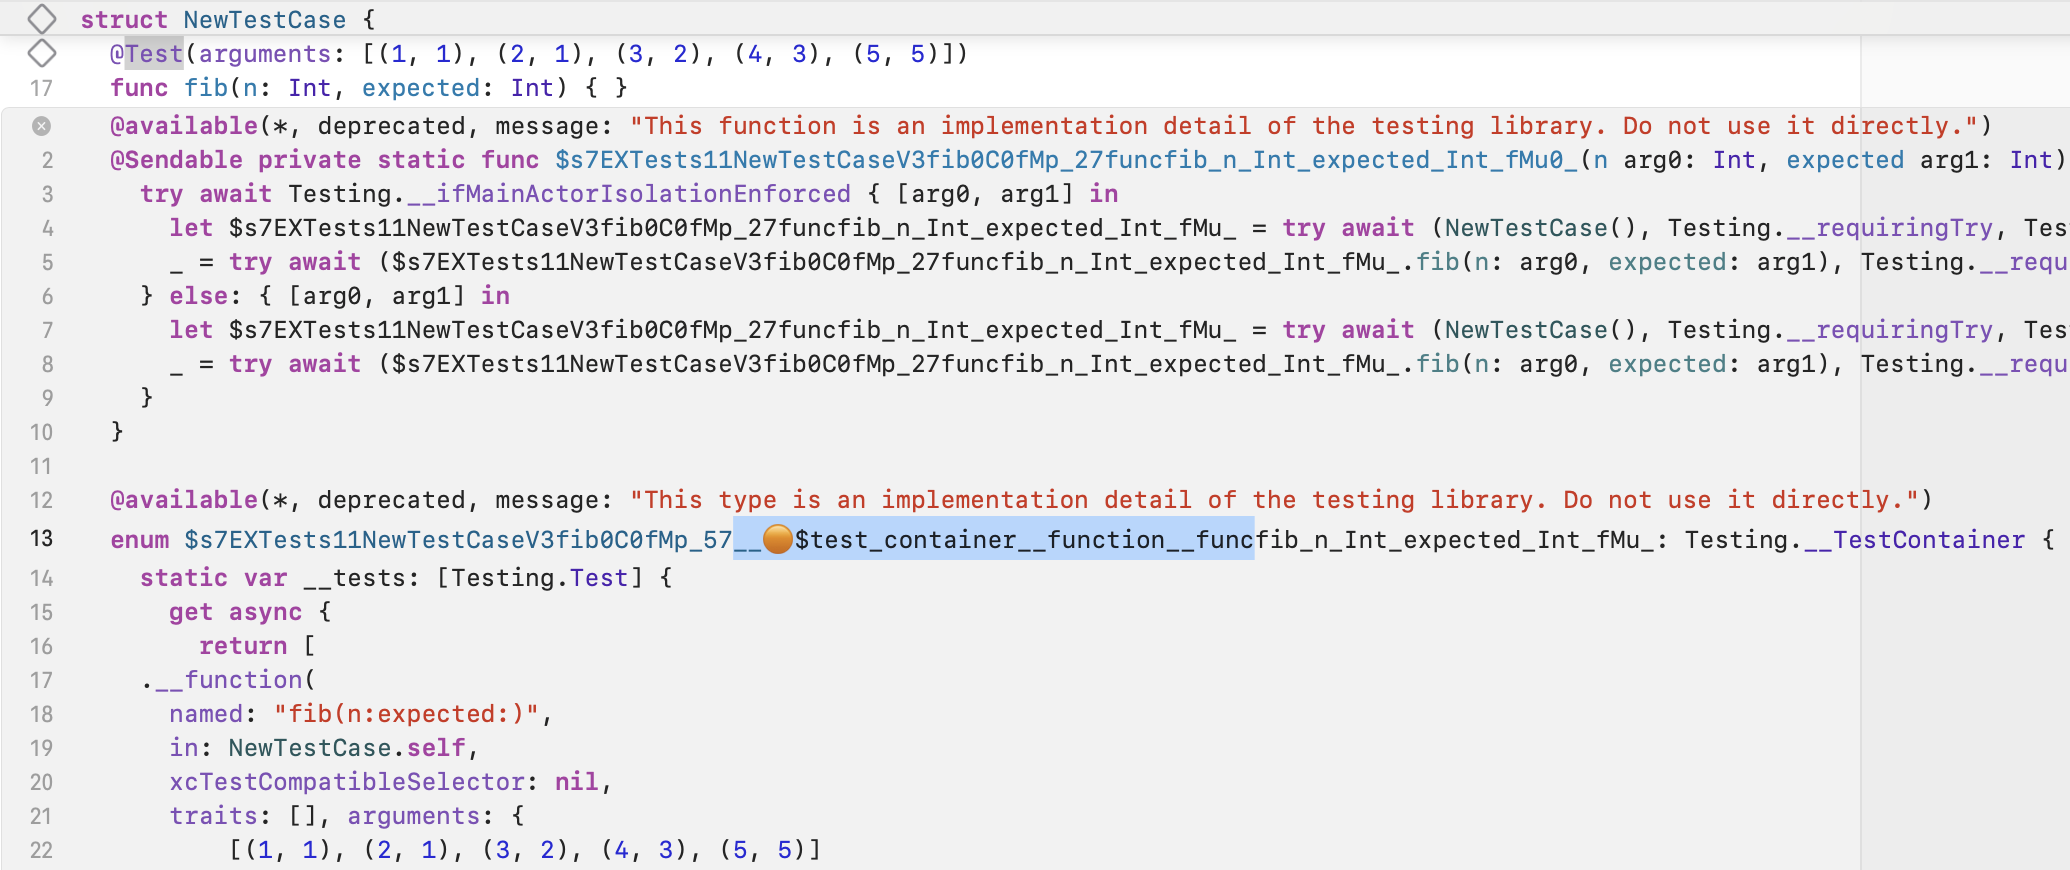 struct NewTestCase {
@Test(arguments: [(1, 1), (2, 1), (3, 2), (4, 3), (5, 5)])
17 func fib(n: Int, expected: Int) { }
@available(*, deprecated, message: "This function is an implementation detail of the testing library. Do not use it directly.")
2 @Sendable private static func $s7EXTests11NewTestCaseV3fib0C0fMp_27funcfib_n_Int_expected_Int_fMu0_(n arg0: Int, expected arg1: Int)
3 try await Testing.__ifMainActorIsolationEnforced { [arg0, arg1] in
4 let $s7EXTests11NewTestCaseV3fib0C0fMp_27funcfib_n_Int_expected_Int_fMu_ = try await (NewTestCase(), Testing.__requiringTry, Tes
5 _ = try await ($s7EXTests11NewTestCaseV3fib0C0fMp_27funcfib_n_Int_expected_Int_fMu_.fib(n: arg0, expected: arg1), Testing.__requ
6 } else: { [arg0, arg1] in
7 let $s7EXTests11NewTestCaseV3fib0C0fMp_27funcfib_n_Int_expected_Int_fMu_ = try await (NewTestCase(), Testing.__requiringTry, Tes
8 _ = try await ($s7EXTests11NewTestCaseV3fib0C0fMp_27funcfib_n_Int_expected_Int_fMu_.fib(n: arg0, expected: arg1), Testing.__requ
9 }
10 }
11
12 @available(*, deprecated, message: "This type is an implementation detail of the testing library. Do not use it directly.")
13 enum $s7EXTests11NewTestCaseV3fib0C0fMp_57__🟠$test_container__function__funcfib_n_Int_expected_Int_fMu_: Testing.__TestContainer {
14 static var __tests: [Testing.Test] {
15 get async {
16 return [
17 .__function(
18 named: "fib(n:expected:)",
19 in: NewTestCase.self,
20 xcTestCompatibleSelector: nil,
21 traits: [], arguments: {
22 [(1, 1), (2, 1), (3, 2), (4, 3), (5, 5)]